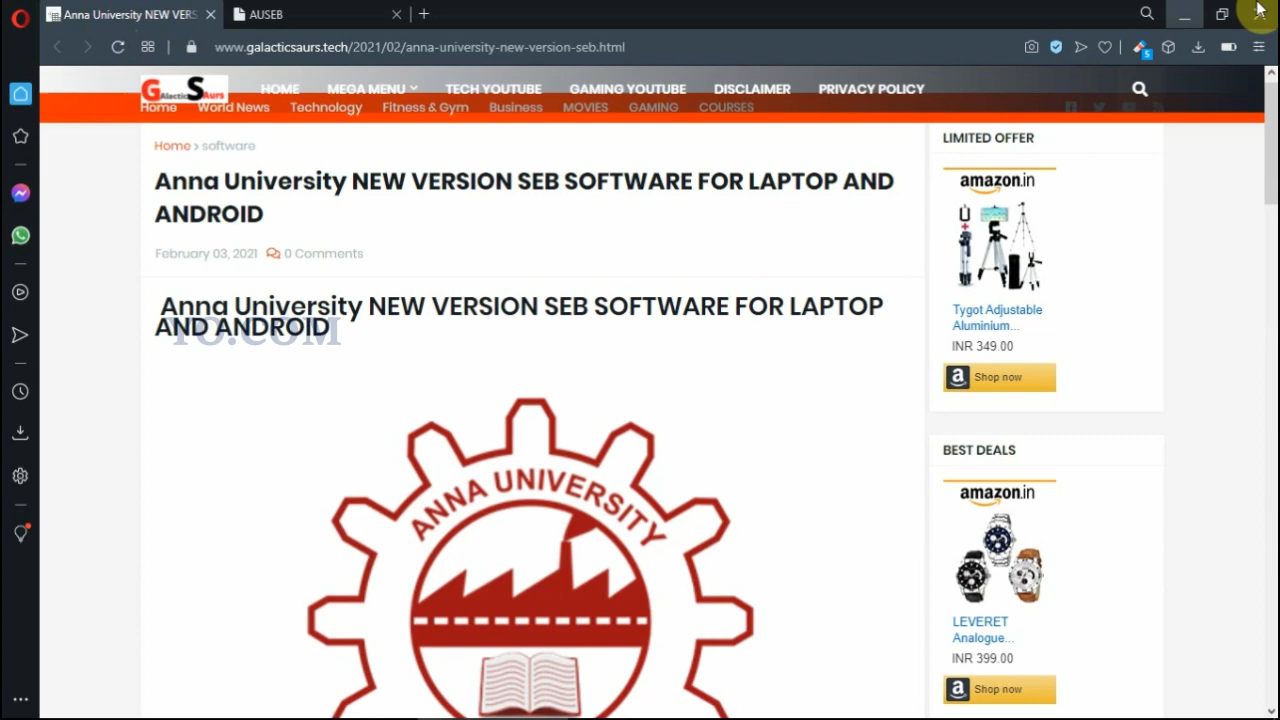 Anna University NEW VERS
AUSEB
www.galacticsaurs.tech/2021/02/anna-university-new-version-seb.html
5
GalacticSaurs
HOME MEGA MENU TECH YOUTUBE GAMING YOUTUBE DISCLAIMER PRIVACY POLICY
Home World News Technology Fitness & Gym Business MOVIES GAMING COURSES
Home > software
Anna University NEW VERSION SEB SOFTWARE FOR LAPTOP AND
ANDROID
February 03, 2021 0 Comments
Anna University NEW VERSION SEB SOFTWARE FOR LAPTOP
AND ANDROID
TO.COM
ANNA UNIVERSITY
LIMITED OFFER
amazon.in
Tygot Adjustable
Aluminium...
INR 349.00
a Shop now
BEST DEALS
amazon.in
LEVERET
Analogue...
INR 399.00
a Shop now